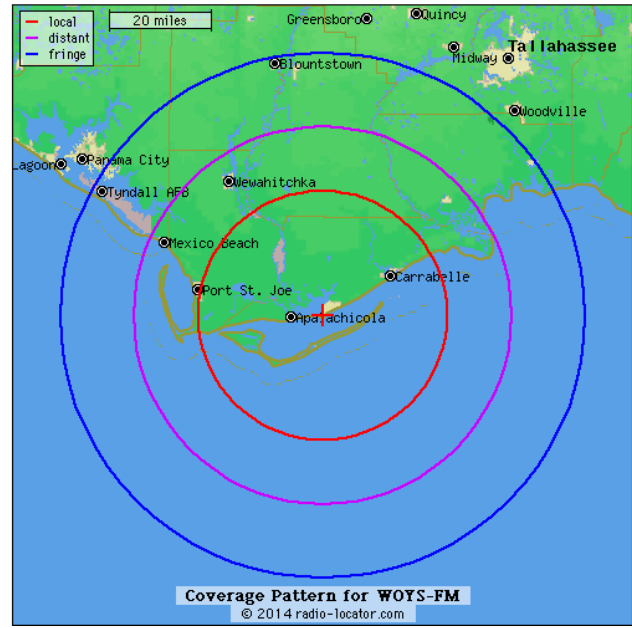 local
distant
fringe
20 miles
Greensboro
Quincy
Tallahassee
Midway
Blountstown
Woodville
Lagoon
Panama City
Tyndall AFB
Wewahitchka
Mexico Beach
Carrabelle
Port St. Joe
Apalachicola
Coverage Pattern for WOYS-FM
© 2014 radio-locator.com